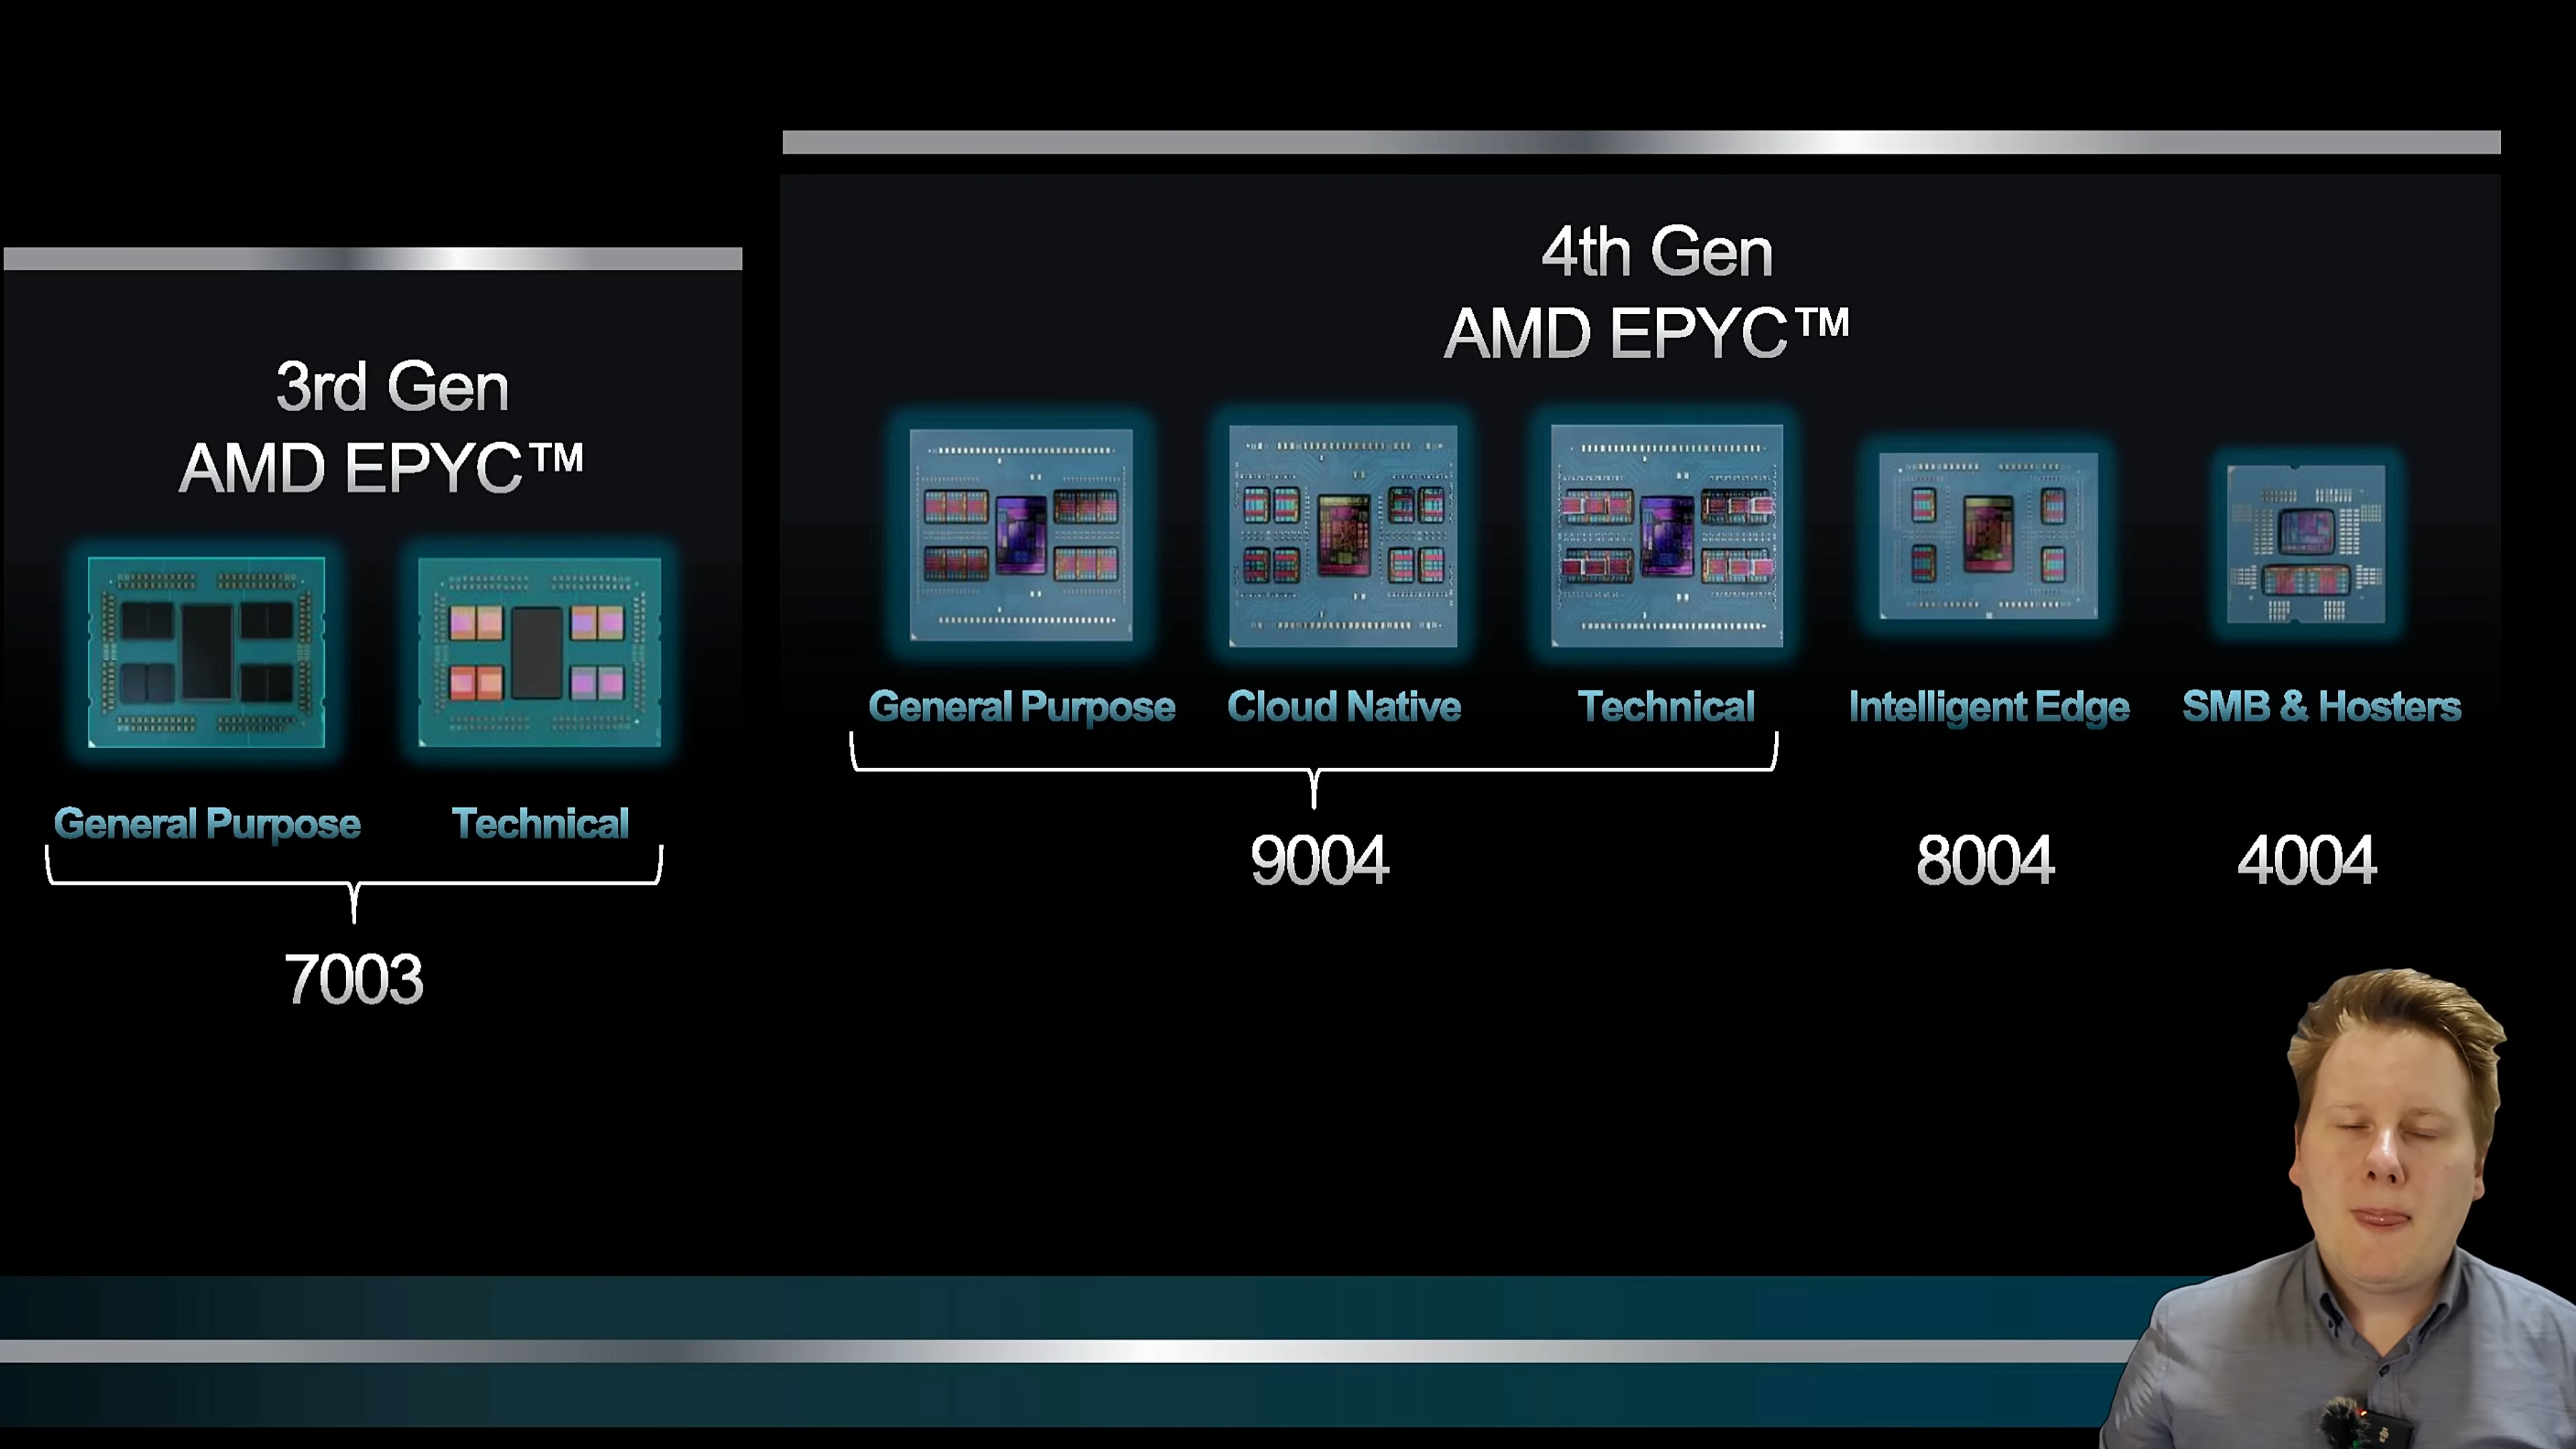 3rd Gen
AMD EPYC™
General Purpose
Technical
7003
4th Gen
AMD EPYC™
General Purpose
Cloud Native
Technical
Intelligent Edge
SMB & Hosters
9004
8004
4004